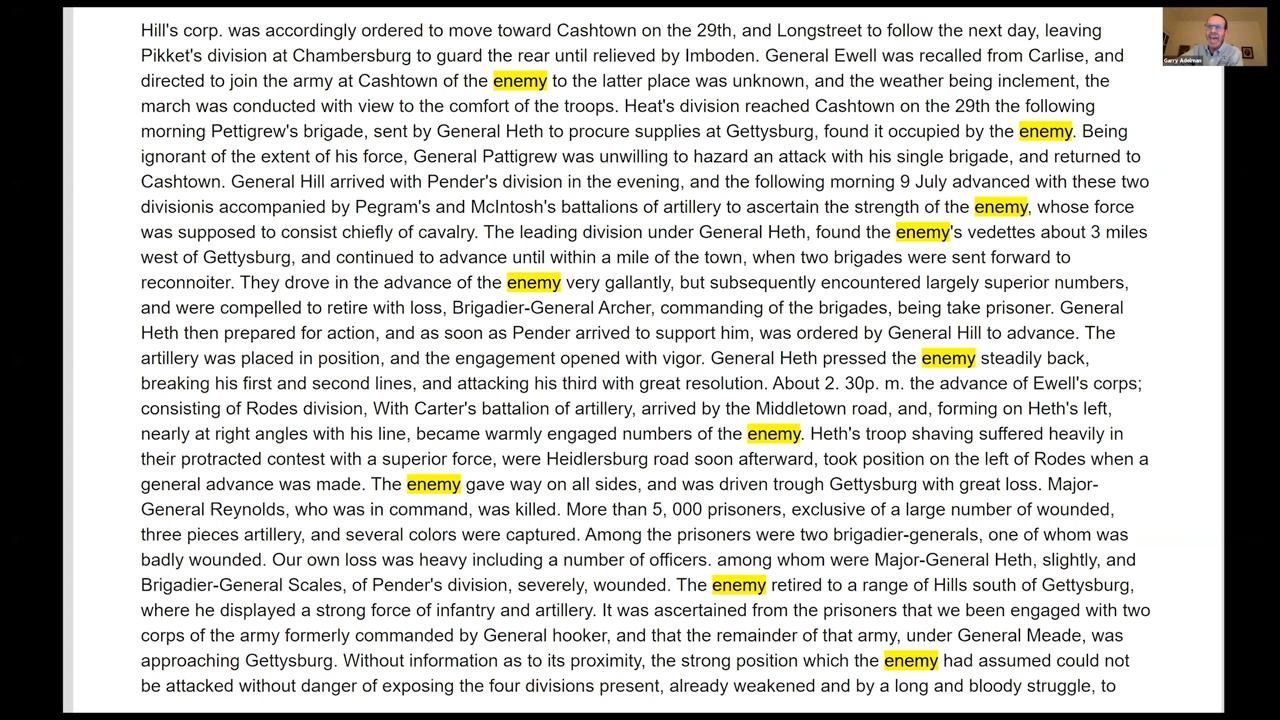 Hill's corp. was accordingly ordered to move toward Cashtown on the 29th, and Longstreet to follow the next day, leaving
Pikket's division at Chambersburg to guard the rear until relieved by Imboden. General Ewell was recalled from Carlise, and
directed to join the army at Cashtown of the enemy to the latter place was unknown, and the weather being inclement, the
march was conducted with view to the comfort of the troops. Heat's division reached Cashtown on the 29th the following
morning Pettigrew's brigade, sent by General Heth to procure supplies at Gettysburg, found it occupied by the enemy. Being
ignorant of the extent of his force, General Pattigrew was unwilling to hazard an attack with his single brigade, and returned to
Cashtown. General Hill arrived with Pender's division in the evening, and the following morning 9 July advanced with these two
divisionis accompanied by Pegram's and McIntosh's battalions of artillery to ascertain the strength of the enemy, whose force
was supposed to consist chiefly of cavalry. The leading division under General Heth, found the enemy's vedettes about 3 miles
west of Gettysburg, and continued to advance until within a mile of the town, when two brigades were sent forward to
reconnoiter. They drove in the advance of the enemy very gallantly, but subsequently encountered largely superior numbers,
and were compelled to retire with loss, Brigadier-General Archer, commanding of the brigades, being take prisoner. General
Heth then prepared for action, and as soon as Pender arrived to support him, was ordered by General Hill to advance. The
artillery was placed in position, and the engagement opened with vigor. General Heth pressed the enemy steadily back,
breaking his first and second lines, and attacking his third with great resolution. About 2. 30p. m. the advance of Ewell's corps;
consisting of Rodes division, With Carter's battalion of artillery, arrived by the Middletown road, and, forming on Heth's left,
nearly at right angles with his line, became warmly engaged numbers of the enemy. Heth's troop shaving suffered heavily in
their protracted contest with a superior force, were Heidlersburg road soon afterward, took position on the left of Rodes when a
general advance was made. The enemy gave way on all sides, and was driven trough Gettysburg with great loss. Major-
General Reynolds, who was in command, was killed. More than 5, 000 prisoners, exclusive of a large number of wounded,
three pieces artillery, and several colors were captured. Among the prisoners were two brigadier-generals, one of whom was
badly wounded. Our own loss was heavy including a number of officers. among whom were Major-General Heth, slightly, and
Brigadier-General Scales, of Pender's division, severely, wounded. The enemy retired to a range of Hills south of Gettysburg,
where he displayed a strong force of infantry and artillery. It was ascertained from the prisoners that we been engaged with two
corps of the army formerly commanded by General hooker, and that the remainder of that army, under General Meade, was
approaching Gettysburg. Without information as to its proximity, the strong position which the enemy had assumed could not
be attacked without danger of exposing the four divisions present, already weakened and by a long and bloody struggle, to
Garry Adelman